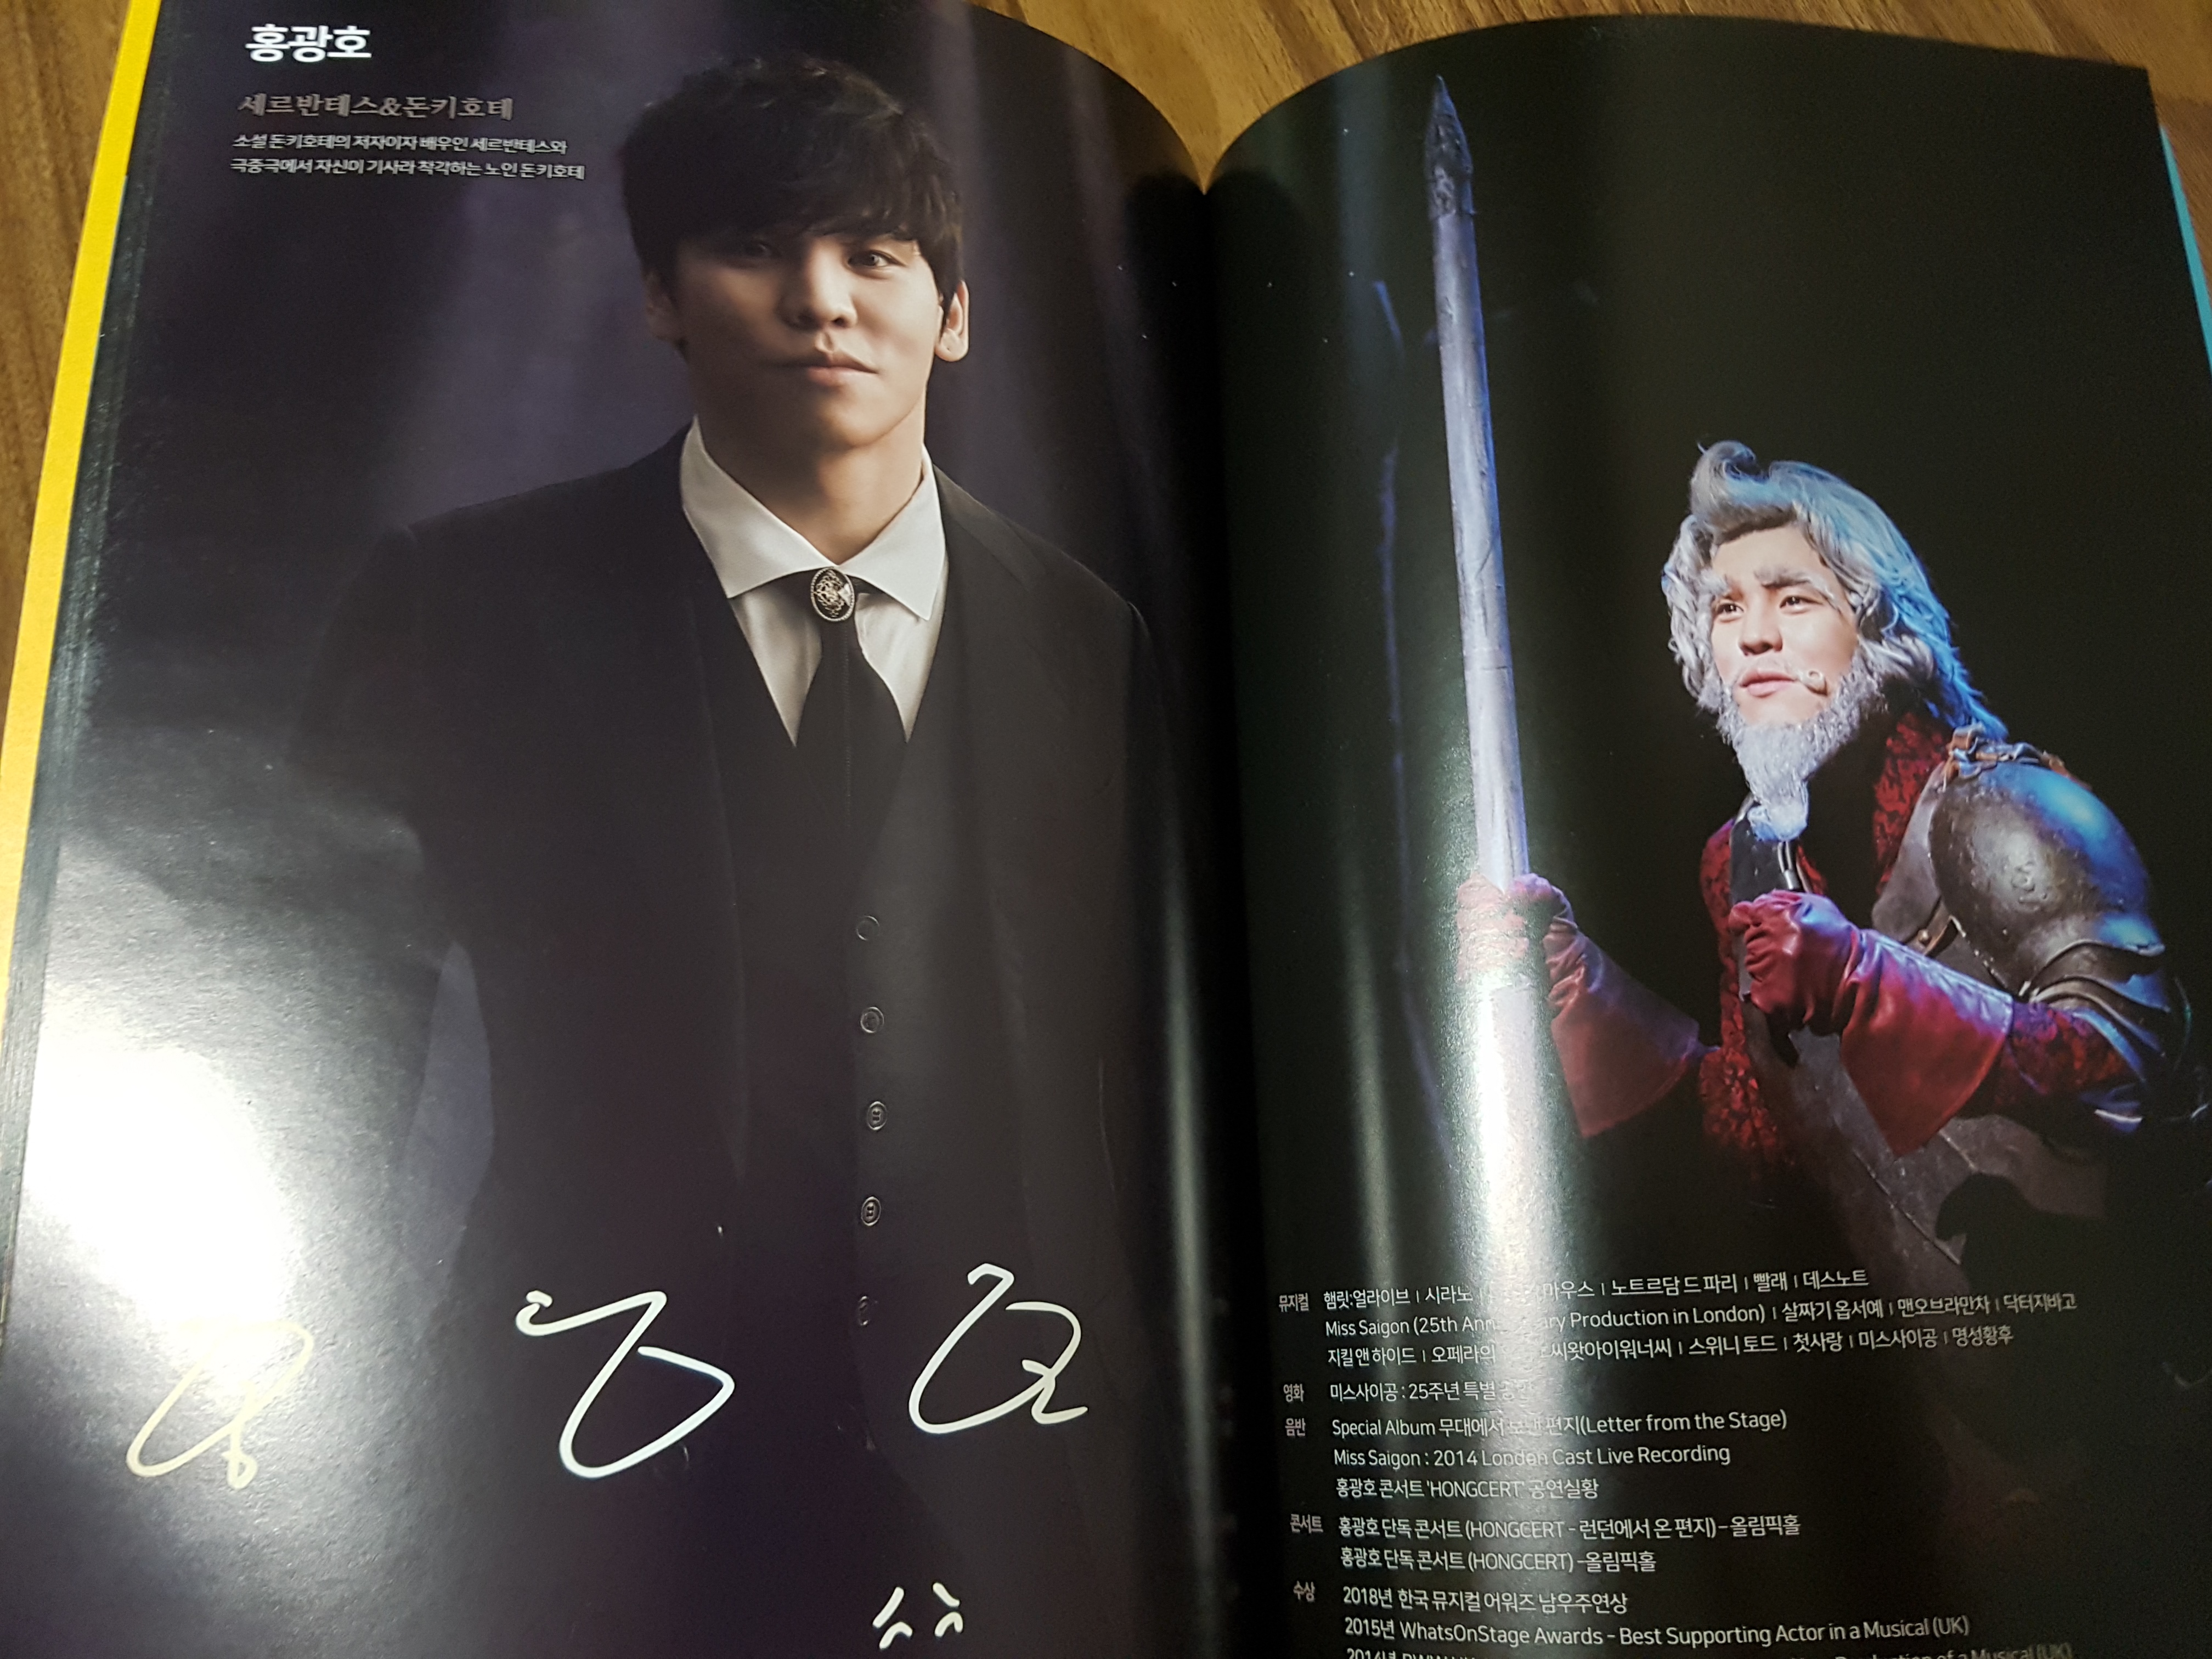 홍광호
세르반테스&돈키호테
소설 돈키호테의 저자이자 배우인 세르반테스와
극중극에서 자신이 기사라 착각하는 노인 돈키호테
뮤지컬 햄릿:얼라이브 | 시라노 | 마우스 | 노트르담 드 파리 | 빨래 | 데스노트
Miss Saigon (25th Production in London) | 살짜기 옵서예 | 맨오브라만차 | 닥터지바고
지킬 앤 하이드 | 오페라의 씨왓아이워너씨 | 스위니 토드 | 첫사랑 | 미스사이공 | 명성황후
영화 미스사이공 : 25주년 특별
음반 Special Album 무대에서 보낸 편지(Letter from the Stage)
Miss Saigon : 2014 London Cast Live Recording
홍광호 콘서트 'HONGCERT' 공연실황
콘서트 홍광호 단독 콘서트 (HONGCERT - 런던에서 온 편지) - 올림픽홀
홍광호 단독 콘서트 (HONGCERT) -올림픽홀
수상 2018년 한국 뮤지컬 어워즈 남우주연상
2015년 WhatsOnStage Awards - Best Supporting Actor in a Musical (UK)
2014년 of a Musical (UK)